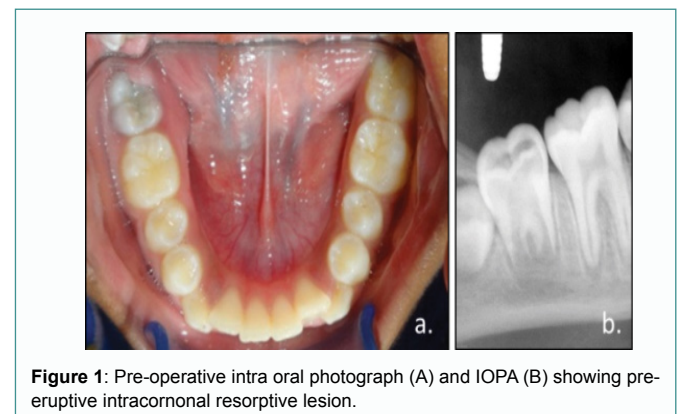 a.
b.
Figure 1: Pre-operative intra oral photograph (A) and IOPA (B) showing pre-
eruptive intracornonal resorptive lesion.